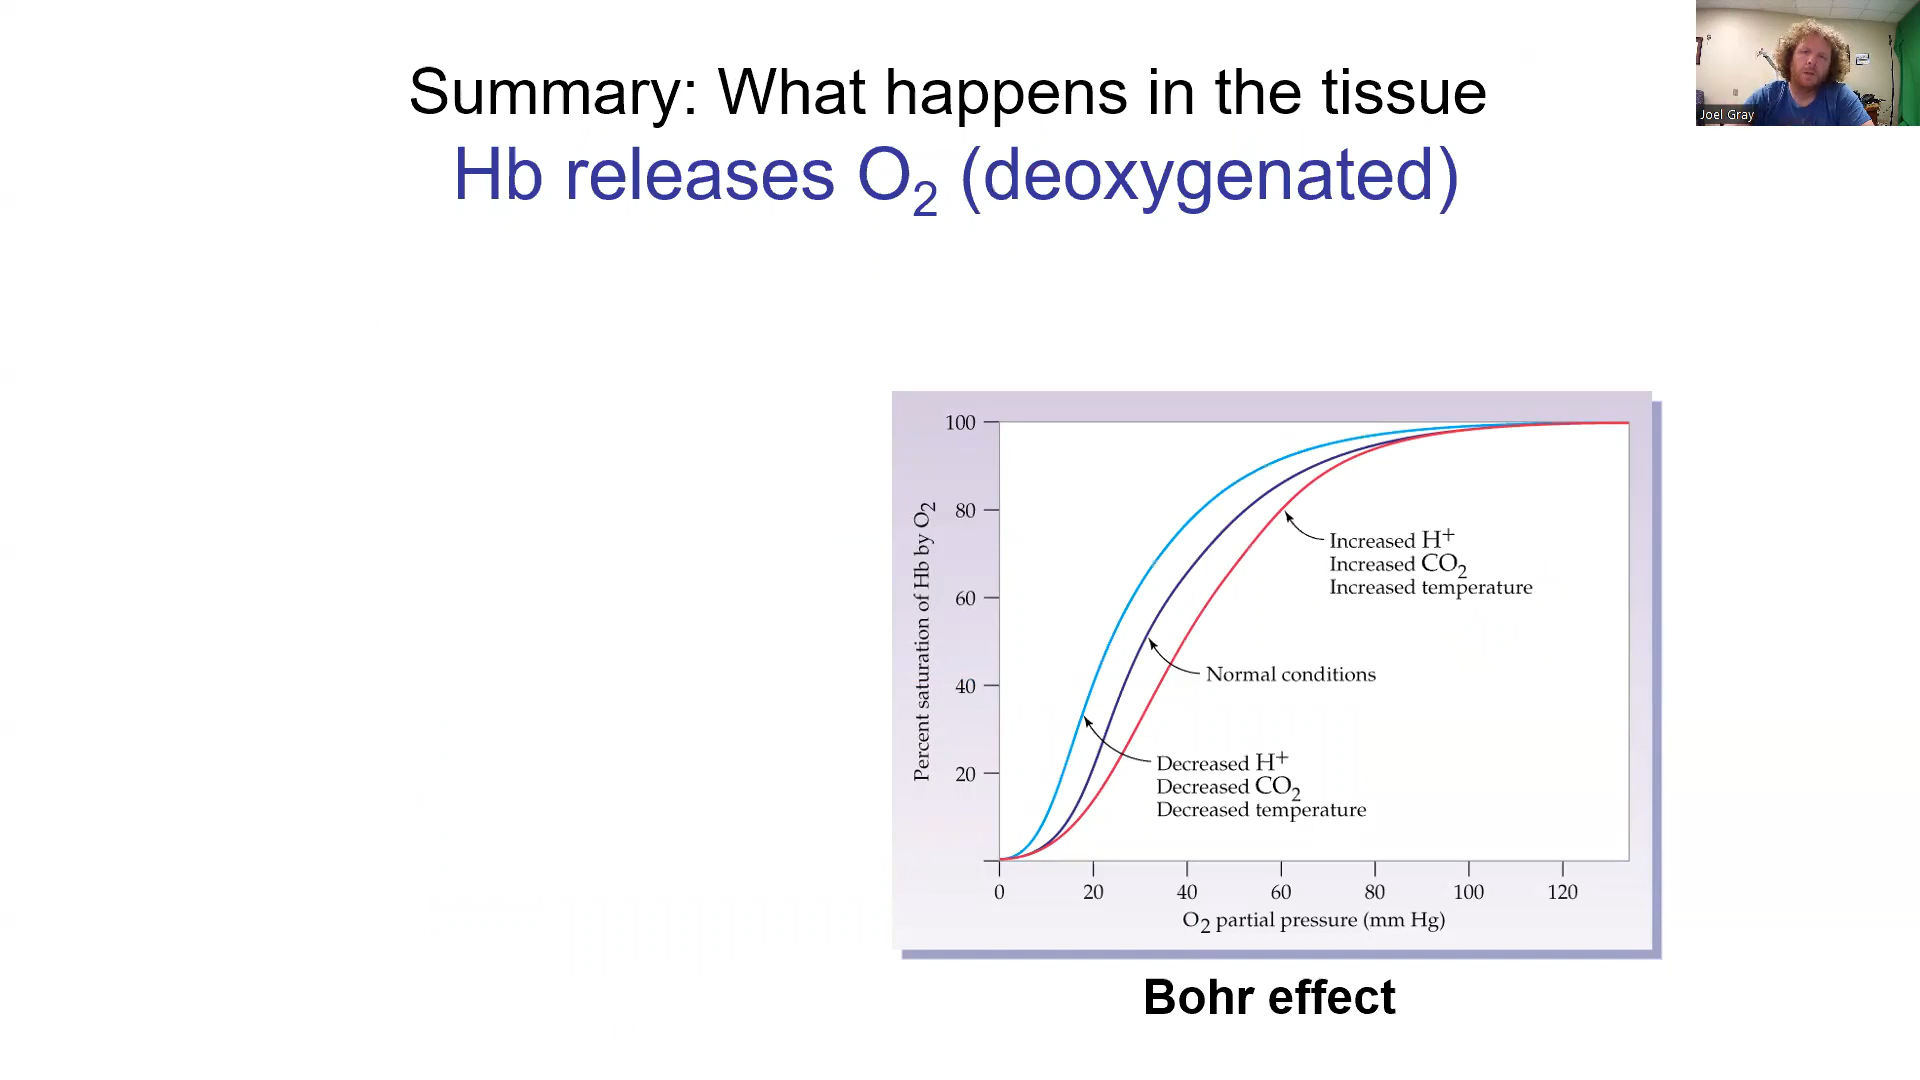 Summary: What happens in the tissue
Hb releases O₂ (deoxygenated)
Joel Gray
100
80
60
40
20
Percent saturation of Hb by O₂
Increased H⁺
Increased CO₂
Increased temperature
Normal conditions
Decreased H⁺
Decreased CO₂
Decreased temperature
0 20 40 60 80 100 120
O₂ partial pressure (mm Hg)
Bohr effect